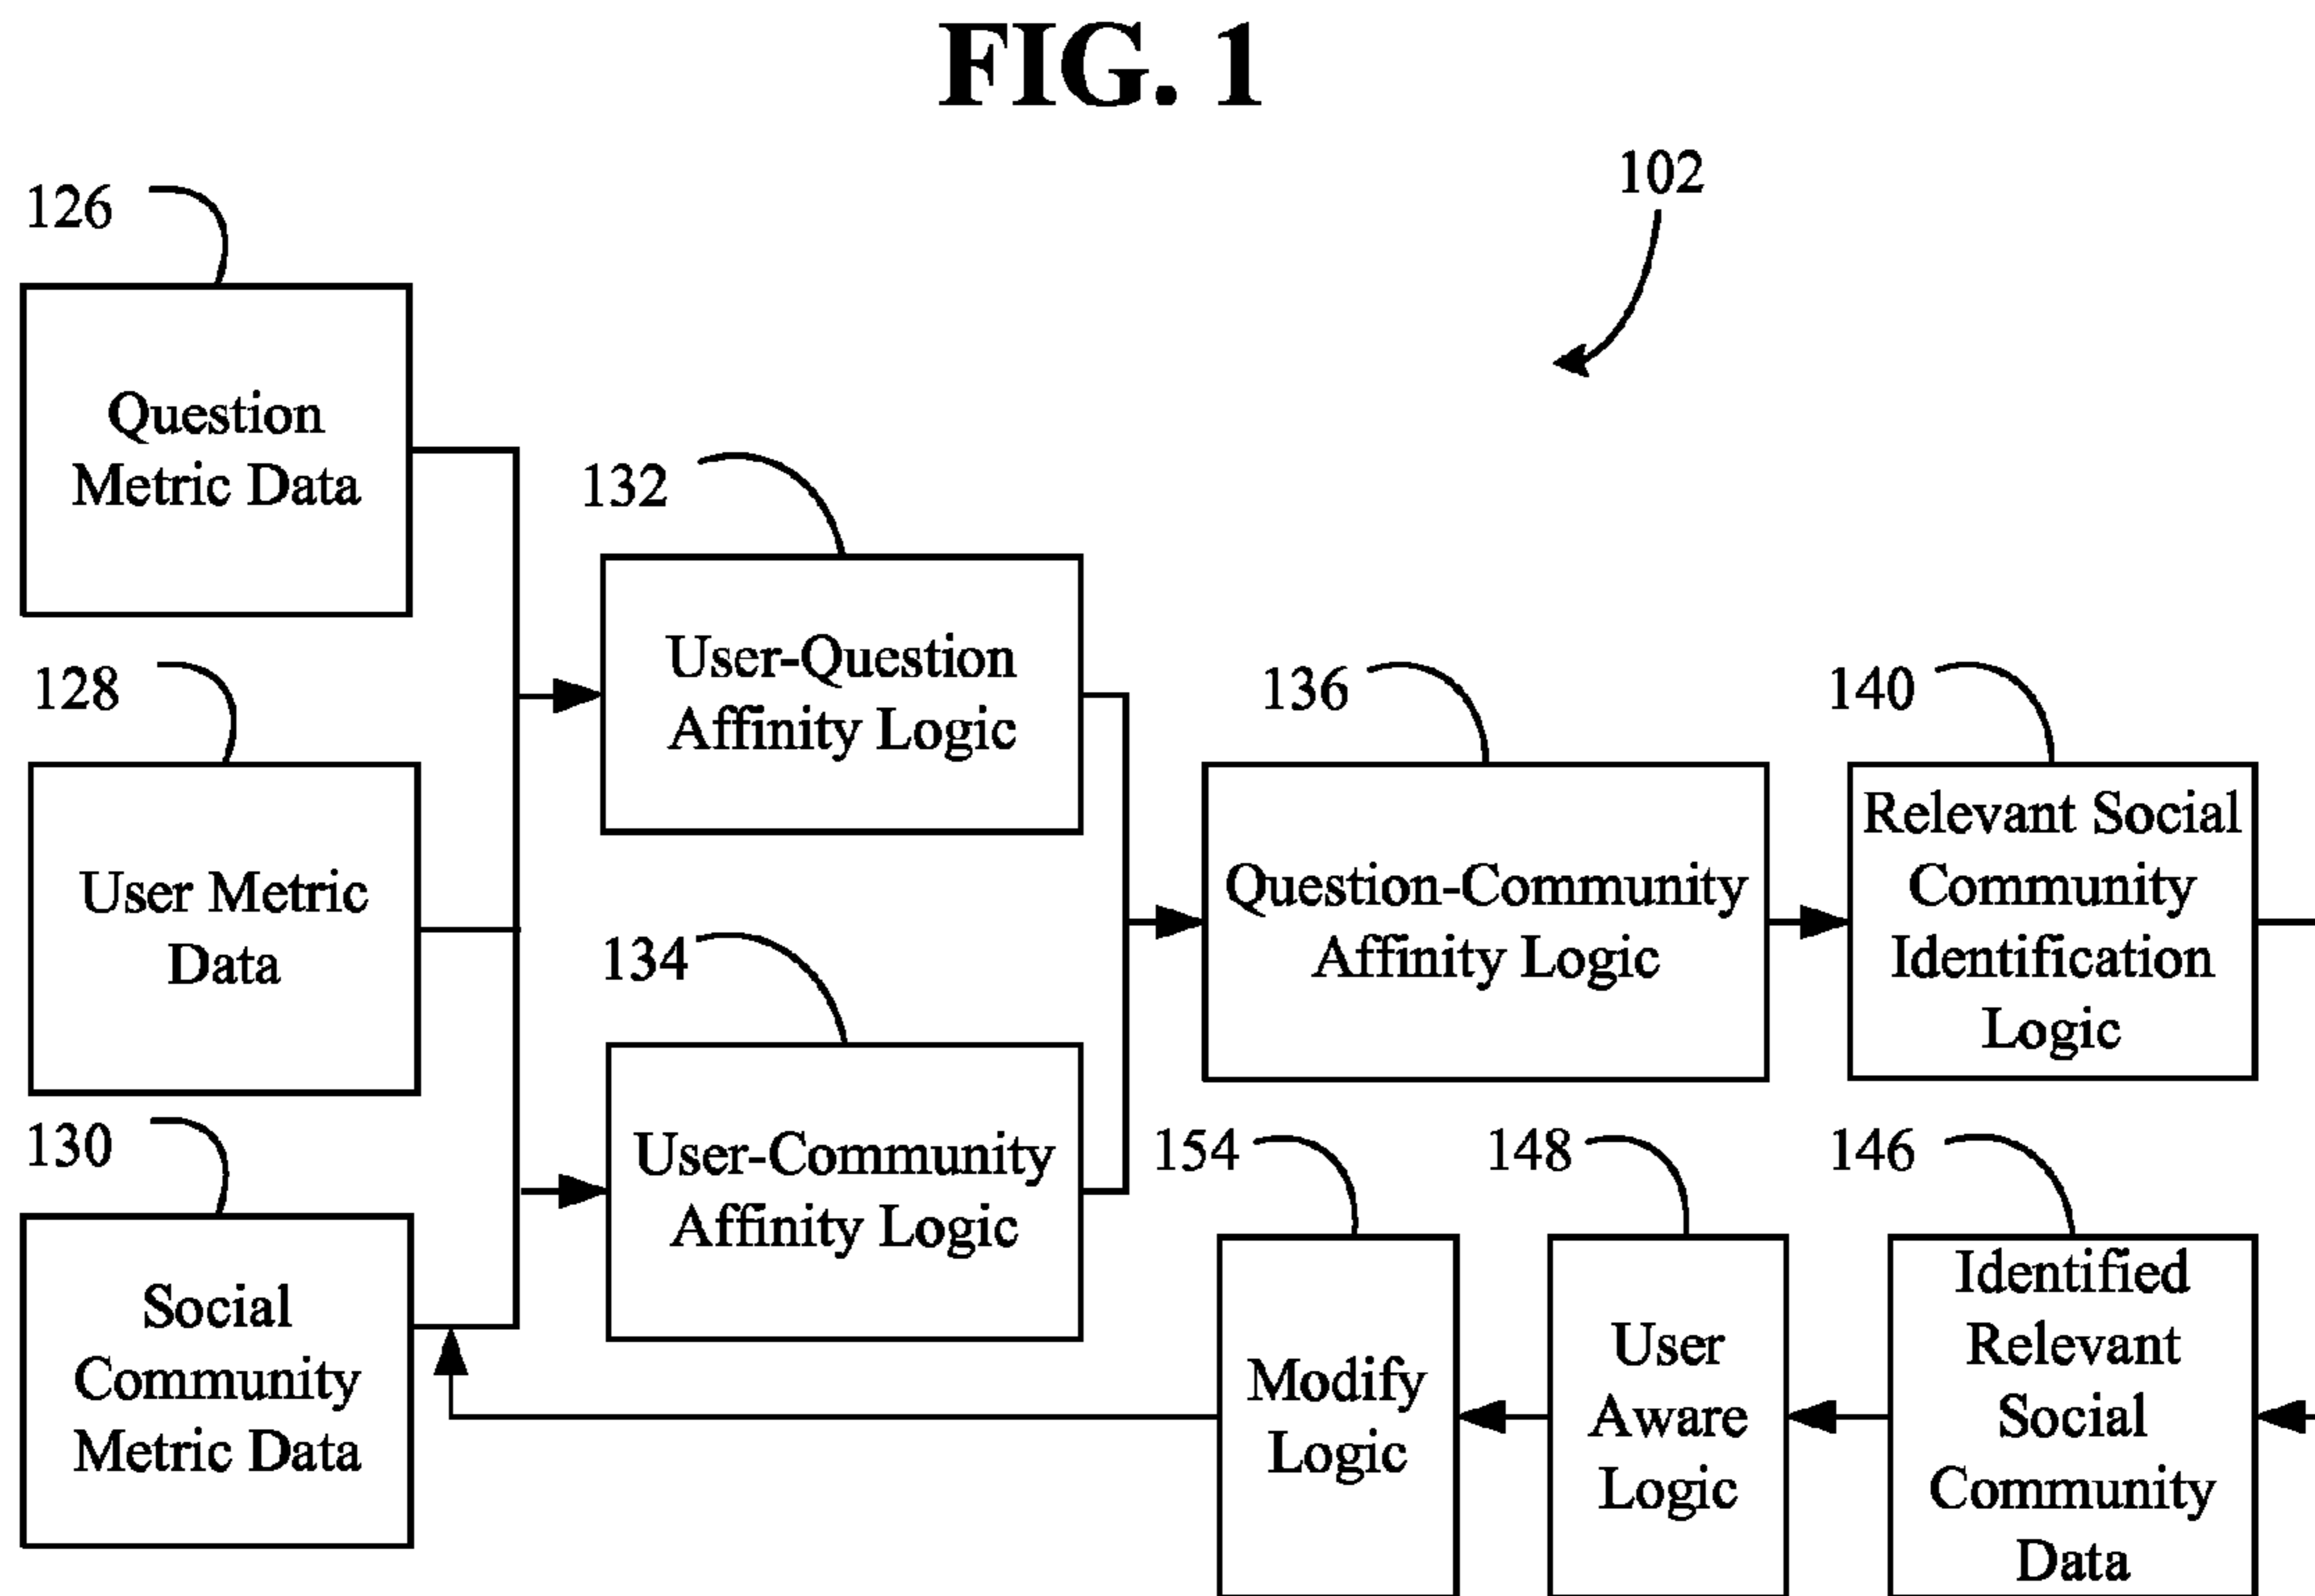 FIG. 1
102
126
Question
Metric Data
132
User-Question
Affinity Logic
128
User Metric
Data
136
Question-Community
Affinity Logic
140
Relevant Social
Community
Identification
Logic
134
User-Community
Affinity Logic
130
Social
Community
Metric Data
154
Modify
Logic
148
User
Aware
Logic
146
Identified
Relevant
Social
Community
Data